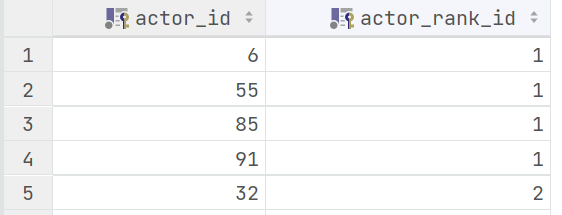 actor_id actor_rank_id
1 6 1
2 55 1
3 85 1
4 91 1
5 32 2